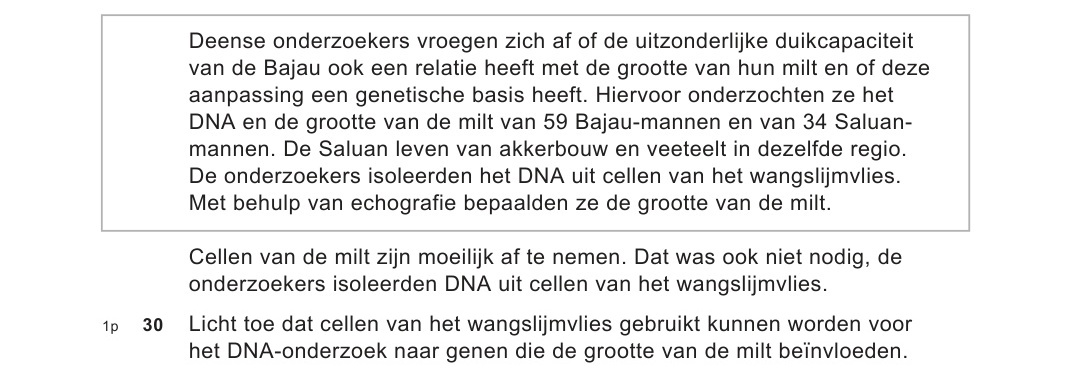 Deense onderzoekers vroegen zich af of de uitzonderlijke duikcapaciteit
van de Bajau ook een relatie heeft met de grootte van hun milt en of deze
aanpassing een genetische basis heeft. Hiervoor onderzochten ze het
DNA en de grootte van de milt van 59 Bajau-mannen en van 34 Saluan-
mannen. De Saluan leven van akkerbouw en veeteelt in dezelfde regio.
De onderzoekers isoleerden het DNA uit cellen van het wangslijmvlies.
Met behulp van echografie bepaalden ze de grootte van de milt.
Cellen van de milt zijn moeilijk af te nemen. Dat was ook niet nodig, de
onderzoekers isoleerden DNA uit cellen van het wangslijmvlies.
1p 30 Licht toe dat cellen van het wangslijmvlies gebruikt kunnen worden voor
het DNA-onderzoek naar genen die de grootte van de milt beïnvloeden.